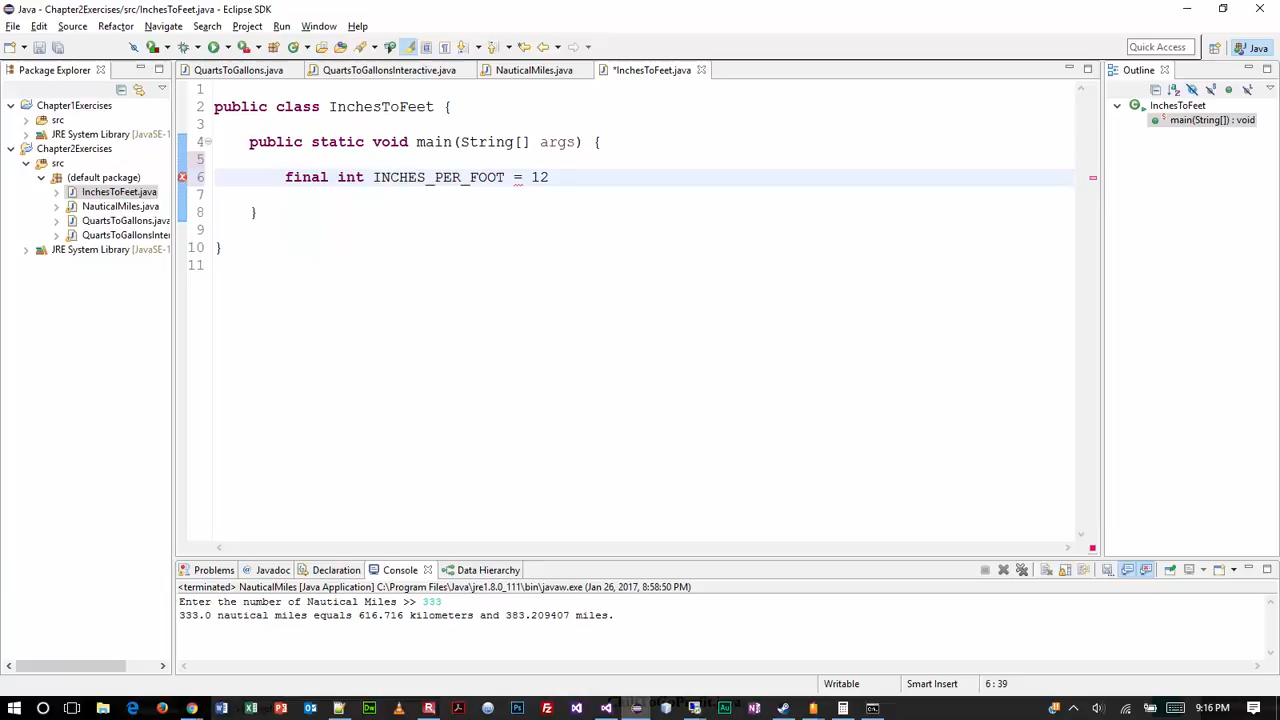 Java - Chapter2Exercises/src/InchesToFeet.java - Eclipse SDK
File Edit Source Refactor Navigate Search Project Run Window Help
Quick Access
Java
Package Explorer
QuartsToGallons.java
QuartsToGallonsInteractive.java
NauticalMiles.java
*InchesToFeet.java
Outline
Chapter1Exercises
src
JRE System Library [JavaSE-1
Chapter2Exercises
src
(default package)
InchesToFeet.java
NauticalMiles.java
QuartsToGallons.java
QuartsToGallonsInter
JRE System Library [JavaSE-1
1
2 public class InchesToFeet {
3
4 public static void main(String[] args) {
5
6 final int INCHES_PER_FOOT = 12
7
8 }
9
10 }
11
InchesToFeet
main(String[]) : void
Problems Javadoc Declaration Console Data Hierarchy
<terminated> NauticalMiles [Java Application] C:\Program Files\Java\jre1.8.0_111\bin\javaw.exe (Jan 26, 2017, 8:58:50 PM)
Enter the number of Nautical Miles >> 333
333.0 nautical miles equals 616.716 kilometers and 383.209407 miles.
Writable Smart Insert 6 : 39
9:16 PM